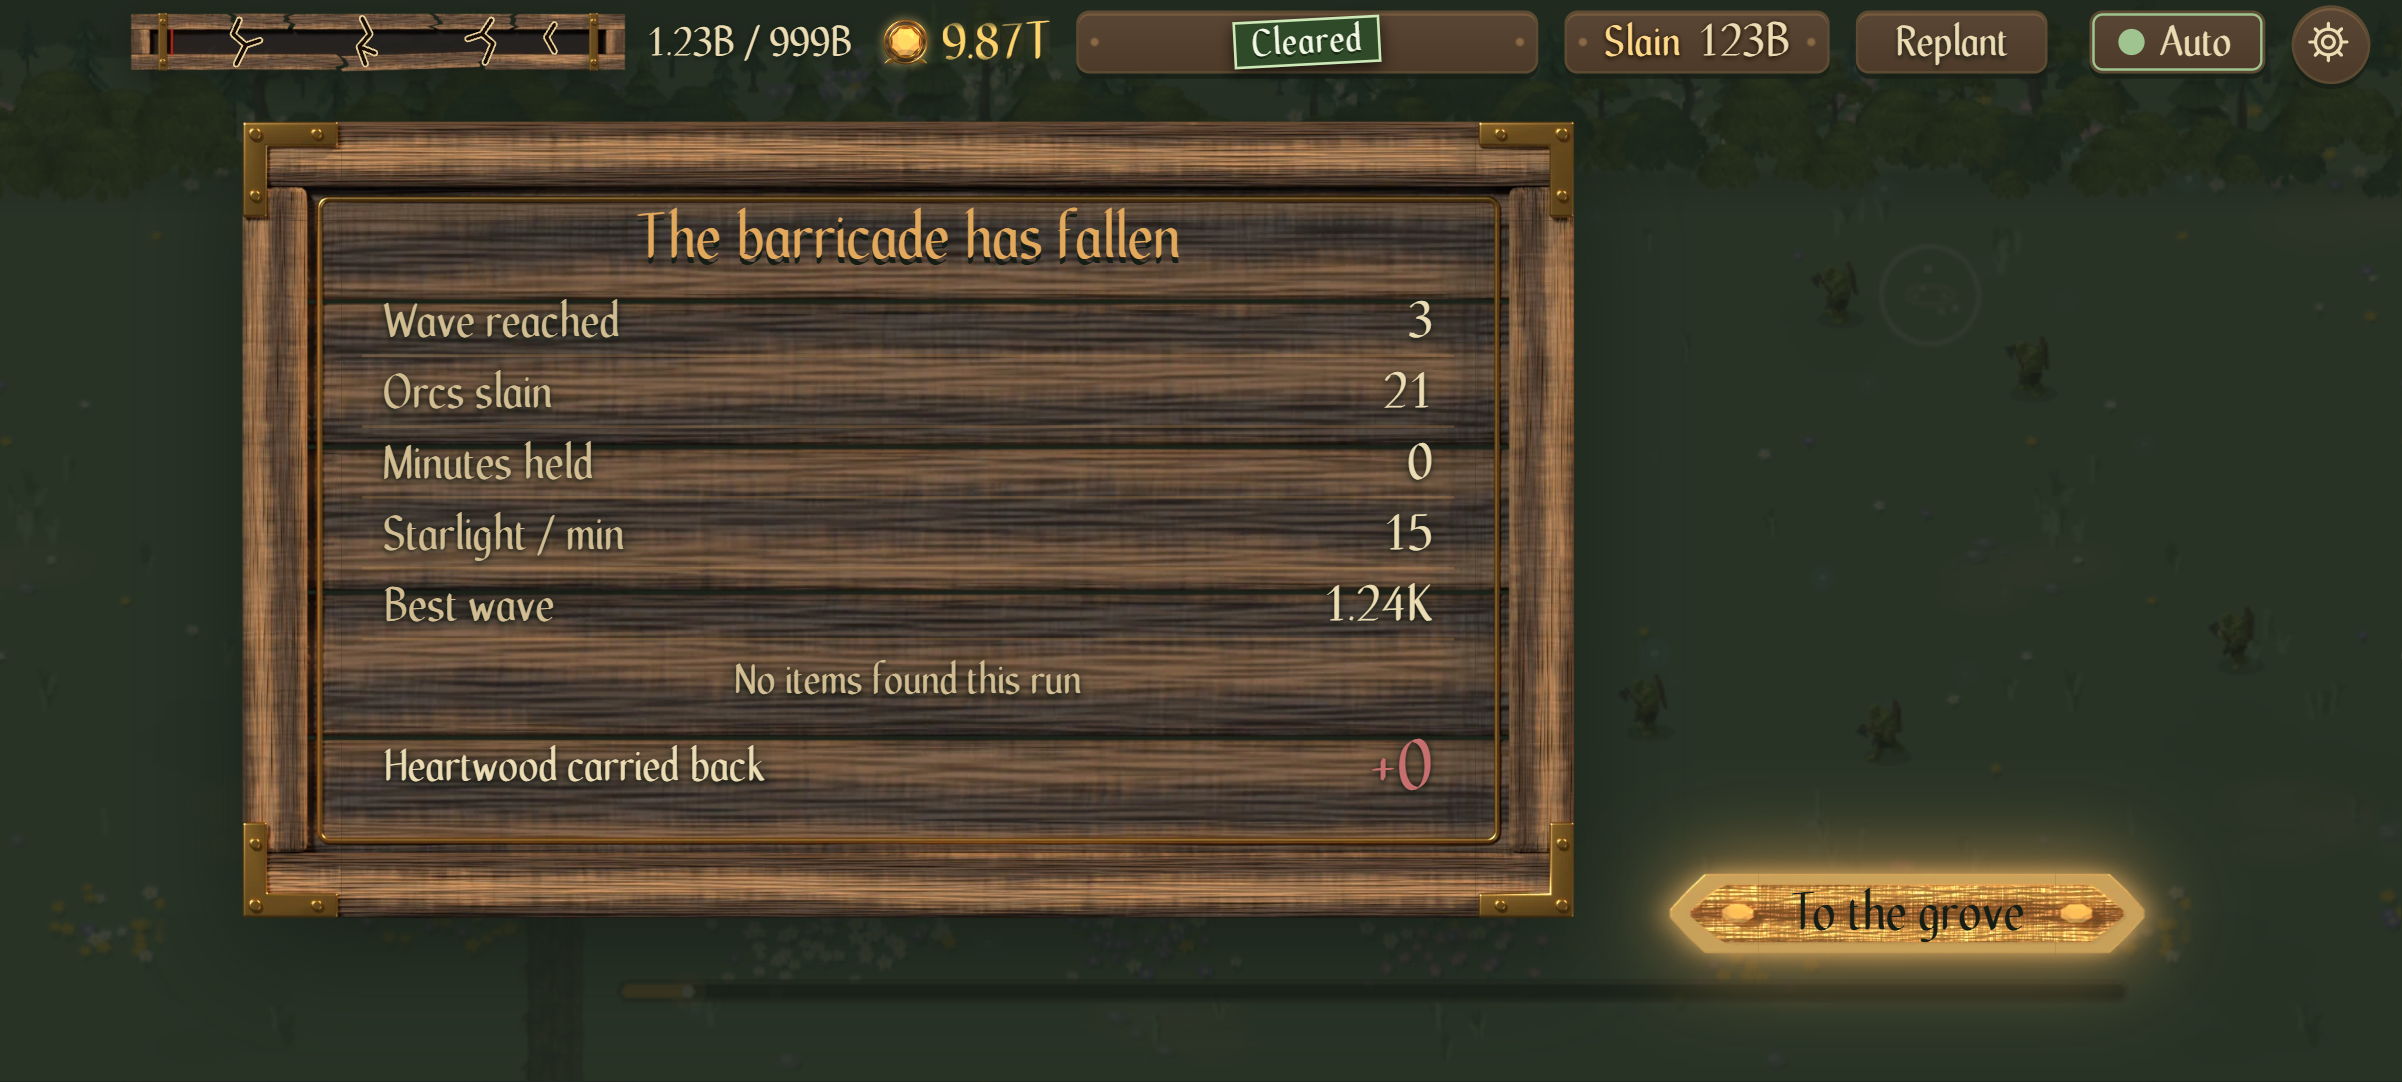 1.23B / 999B
9.87T
Cleared
Slain 123B
Replant
Auto
The barricade has fallen
Wave reached 3
Orcs slain 21
Minutes held 0
Starlight / min 15
Best wave 1.24K
No items found this run
Heartwood carried back +0
To the grove